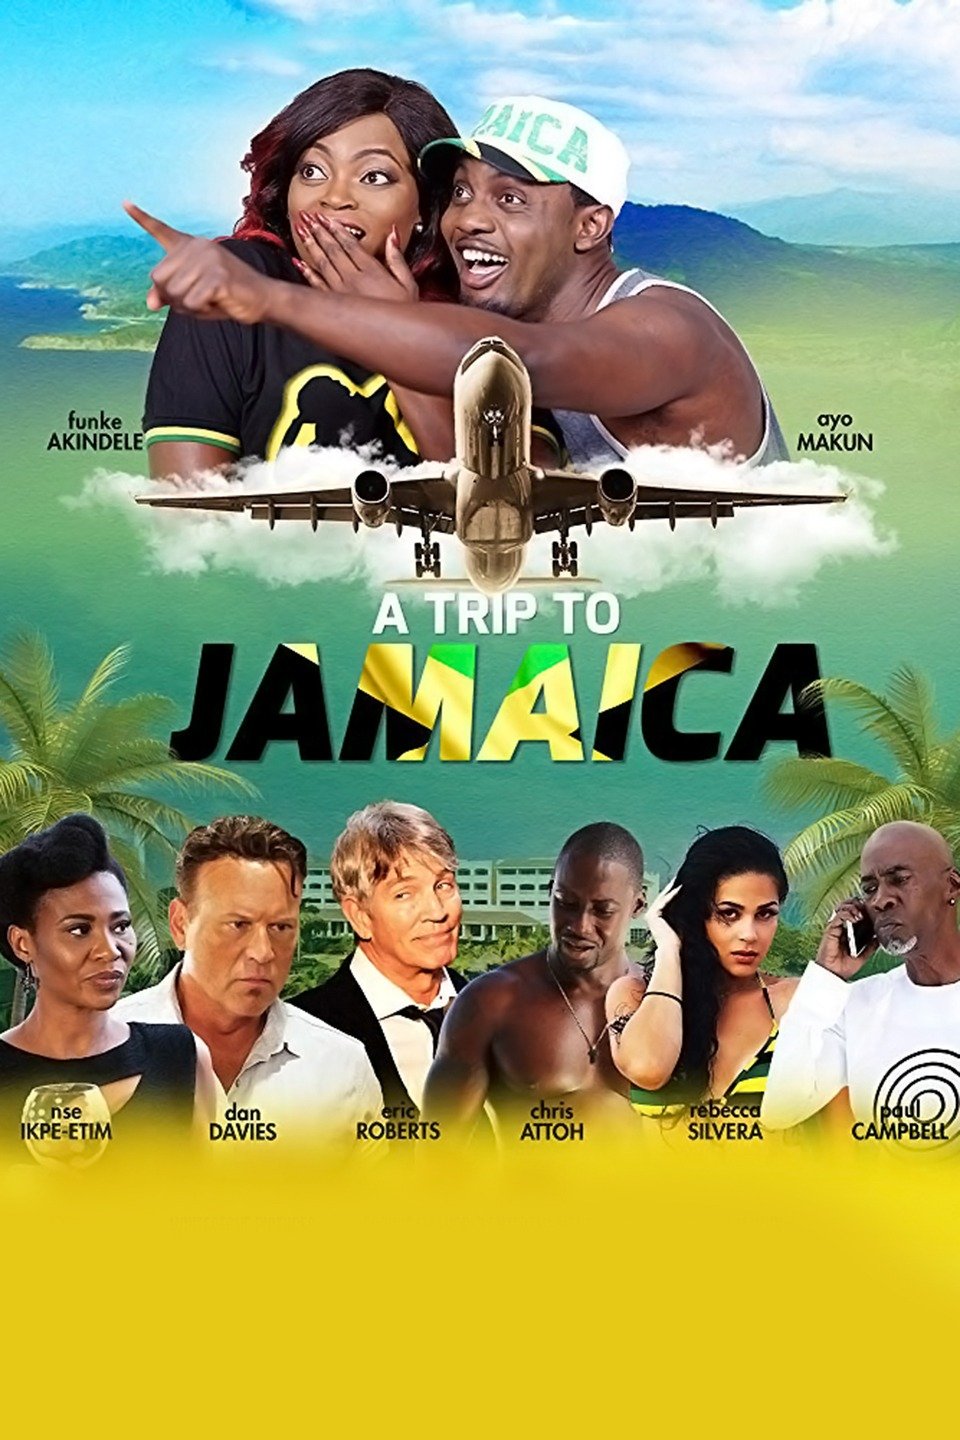 MAICA
funke
AKINDELE
ayo
MAKUN
A TRIP TO
JAMAICA
nse
IKPE-ETIM
dan
DAVIES
eric
ROBERTS
chris
ATTOH
rebecca
SILVERA
paul
CAMPBELL